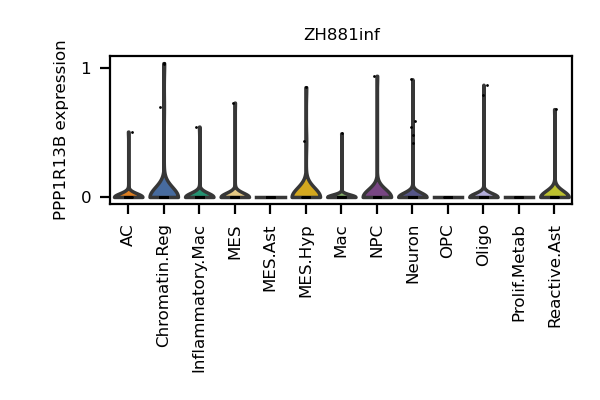 ZH881inf
PPP1R13B expression
1
0
AC
Chromatin.Reg
Inflammatory.Mac
MES
MES.Ast
MES.Hyp
Mac
NPC
Neuron
OPC
Oligo
Prolif.Metab
Reactive.Ast